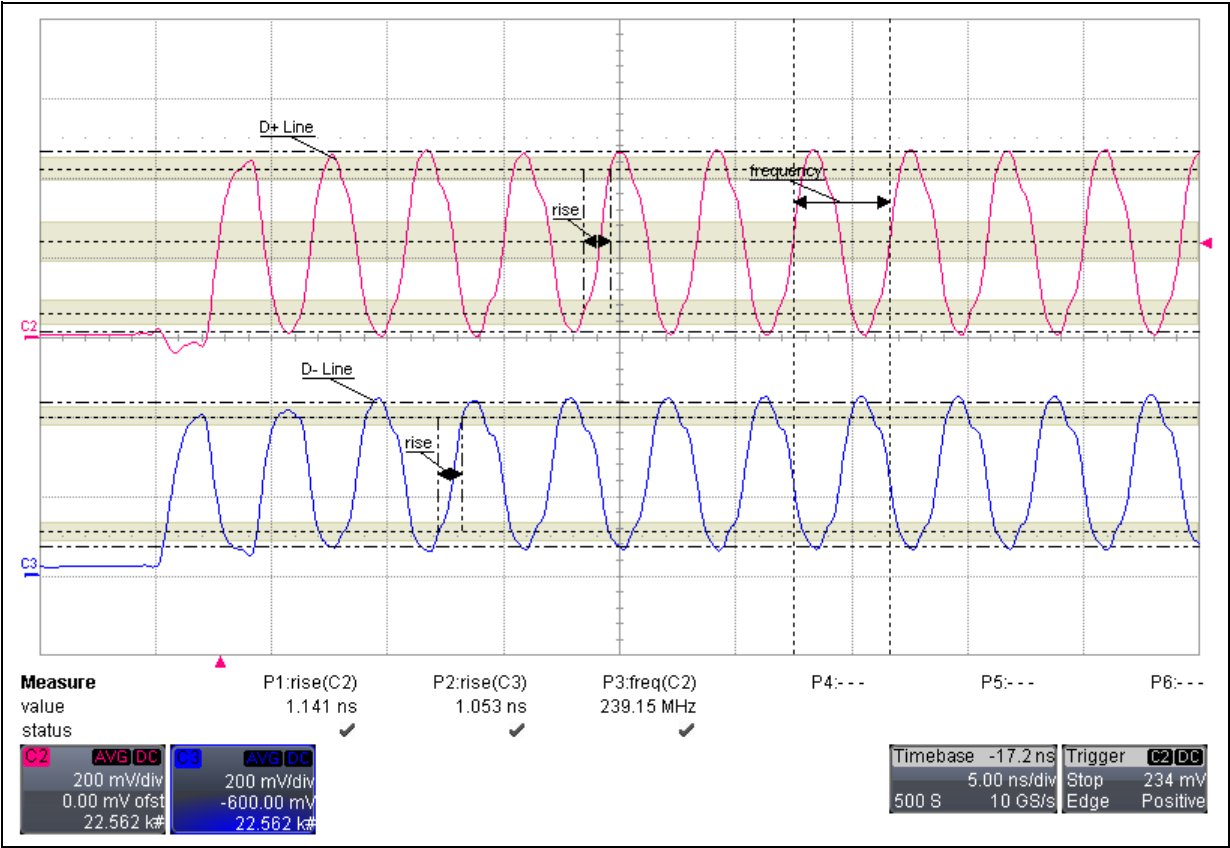 D+ Line
frequency
rise
C2
D- Line
rise
C3
Measure P1:rise(C2) P2:rise(C3) P3:freq(C2) P4:- - - P5:- - - P6:- - -
value 1.141 ns 1.053 ns 239.15 MHz
status
C2 AVG DC
200 mV/div
0.00 mV ofst
22.562 k#
C3 AVG DC
200 mV/div
-600.00 mV
22.562 k#
Timebase -17.2 ns
5.00 ns/div
500 S 10 GS/s
Trigger C2 DC
Stop 234 mV
Edge Positive